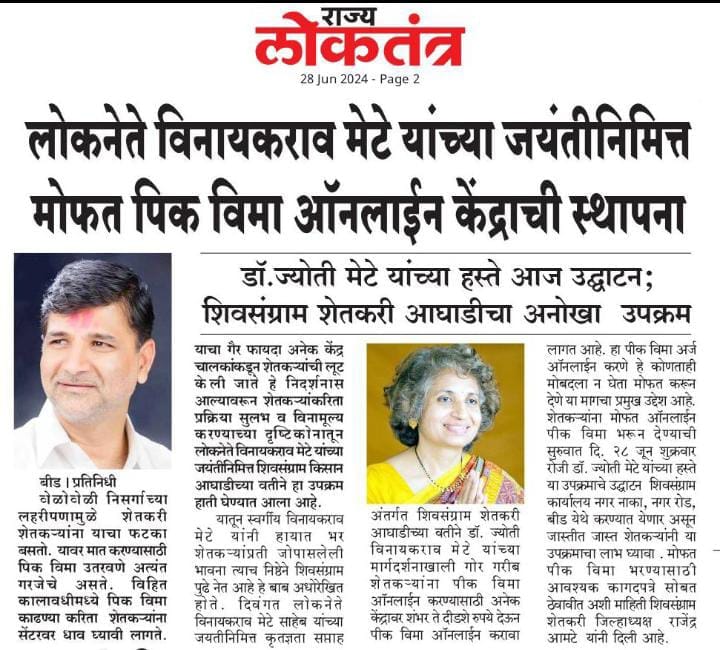 राज्य
लोकतंत्र
28 Jun 2024 - Page 2
लोकनेते विनायकराव मेटे यांच्या जयंतीनिमित्त
मोफत पिक विमा ऑनलाईन केंद्राची स्थापना
डॉ.ज्योती मेटे यांच्या हस्ते आज उद्घाटन;
शिवसंग्राम शेतकरी आघाडीचा अनोखा उपक्रम
बीड । प्रतिनिधी
वेळोवेळी निसर्गाच्या
लहरीपणामुळे शेतकरी
शेतकऱ्यांना याचा फटका
बसतो. यावर मात करण्यासाठी
पिक विमा उतरवणे अत्यंत
गरजेचे असते. विहित
कालावधीमध्ये पिक विमा
काढण्या करिता शेतकऱ्यांना
सेंटरवर धाव घ्यावी लागते.
याचा गैर फायदा अनेक केंद्र
चालकांकडून शेतकऱ्यांची लूट
केली जाते हे निदर्शनास
आल्यावरून शेतकऱ्यांकरिता
प्रक्रिया सुलभ व विनामूल्य
करण्याच्या दृष्टिकोनातून
लोकनेते विनायकराव मेटे यांच्या
जयंतीनिमित्त शिवसंग्राम किसान
आघाडीच्या वतीने हा उपक्रम
हाती घेण्यात आला आहे.
यातून स्वर्गीय विनायकराव
मेटे यांनी हायात भर
शेतकऱ्यांप्रती जोपासलेली
भावना त्याच निष्ठेने शिवसंग्राम
पुढे नेत आहे ही बाब अधोरेखित
होते. दिवंगत लोकनेते
विनायकराव मेटे साहेब यांच्या
जयंतीनिमित्त कृतज्ञता सप्ताह
अंतर्गत शिवसंग्राम शेतकरी
आघाडीच्या वतीने डॉ. ज्योती
विनायकराव मेटे यांच्या
मार्गदर्शनाखाली गोर गरीब
शेतकऱ्यांना पीक विमा
ऑनलाईन करण्यासाठी अनेक
केंद्रावर शंभर ते दीडशे रुपये देऊन
पीक विमा ऑनलाईन करावा
लागत आहे. हा पीक विमा अर्ज
ऑनलाईन करणे हे कोणताही
मोबदला न घेता मोफत करून
देणे या मागचा प्रमुख उद्देश आहे.
शेतकऱ्यांना मोफत ऑनलाईन
पीक विमा भरून देण्याची
सुरुवात दि. २८ जून शुक्रवार
रोजी डॉ. ज्योती मेटे यांच्या हस्ते
या उपक्रमाचे उद्घाटन शिवसंग्राम
कार्यालय नगर नाका, नगर रोड,
बीड येथे करण्यात येणार असून
जास्तीत जास्त शेतकऱ्यांनी या
उपक्रमाचा लाभ घ्यावा . मोफत
पीक विमा भरण्यासाठी
आवश्यक कागदपत्रे सोबत
ठेवावीत अशी माहिती शिवसंग्राम
शेतकरी जिल्हाध्यक्ष राजेंद्र
आमटे यांनी दिली आहे.